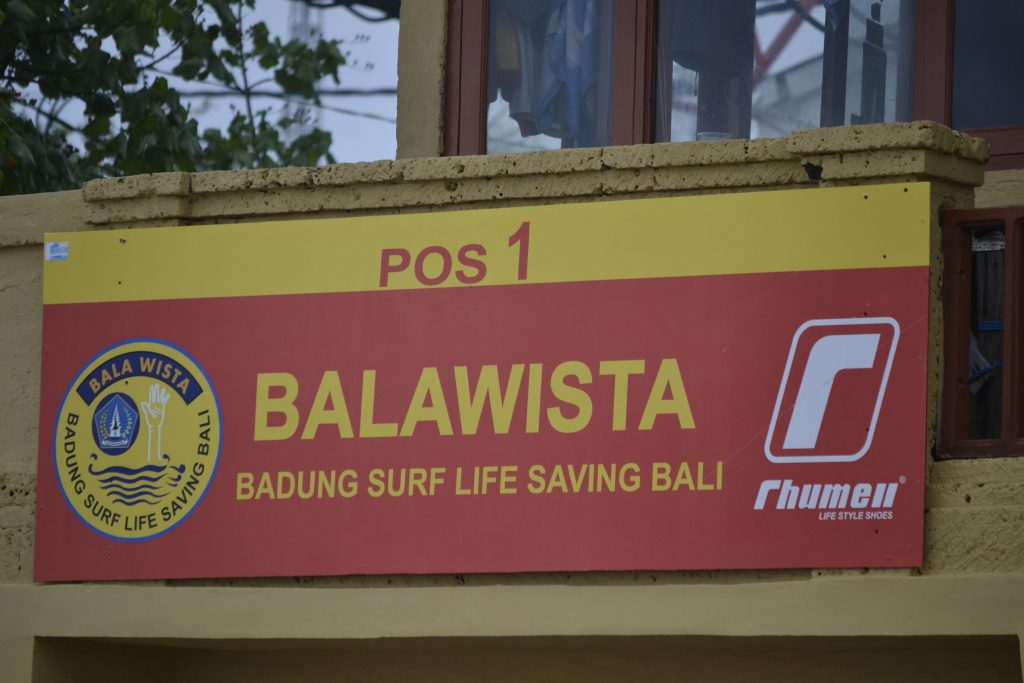 POS 1
BALA WISTA
BADUNG SURF LIFE SAVING BALI
BALAWISTA
BADUNG SURF LIFE SAVING BALI
r
Rhumell®
LIFE STYLE SHOES